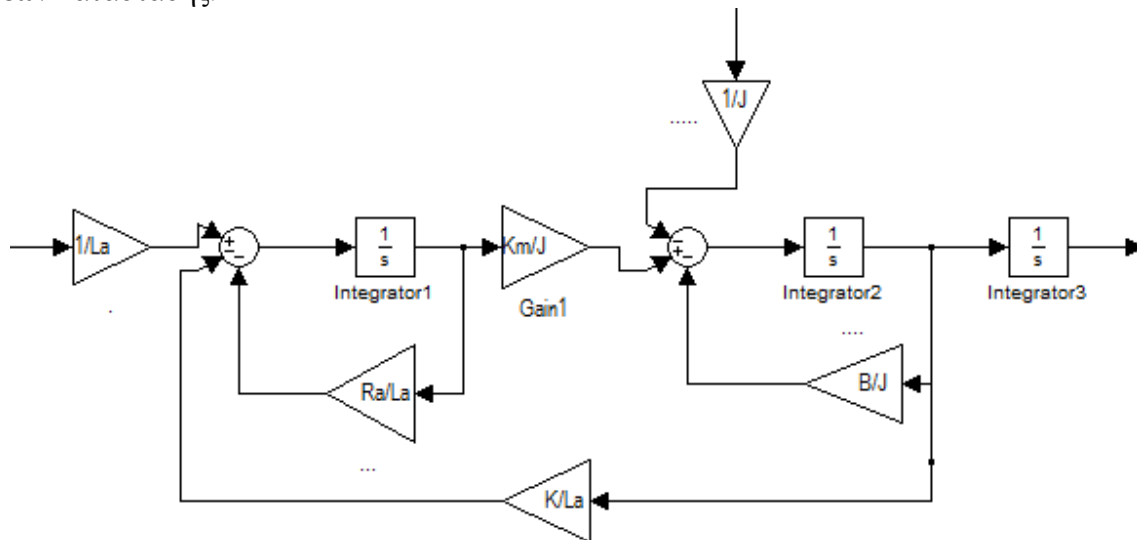 1/J
.....
1/La
+
−
−
1
s
Integrator1
Km/J
Gain1
−
+
−
1
s
Integrator2
1
s
Integrator3
....
Ra/La
B/J
...
K/La